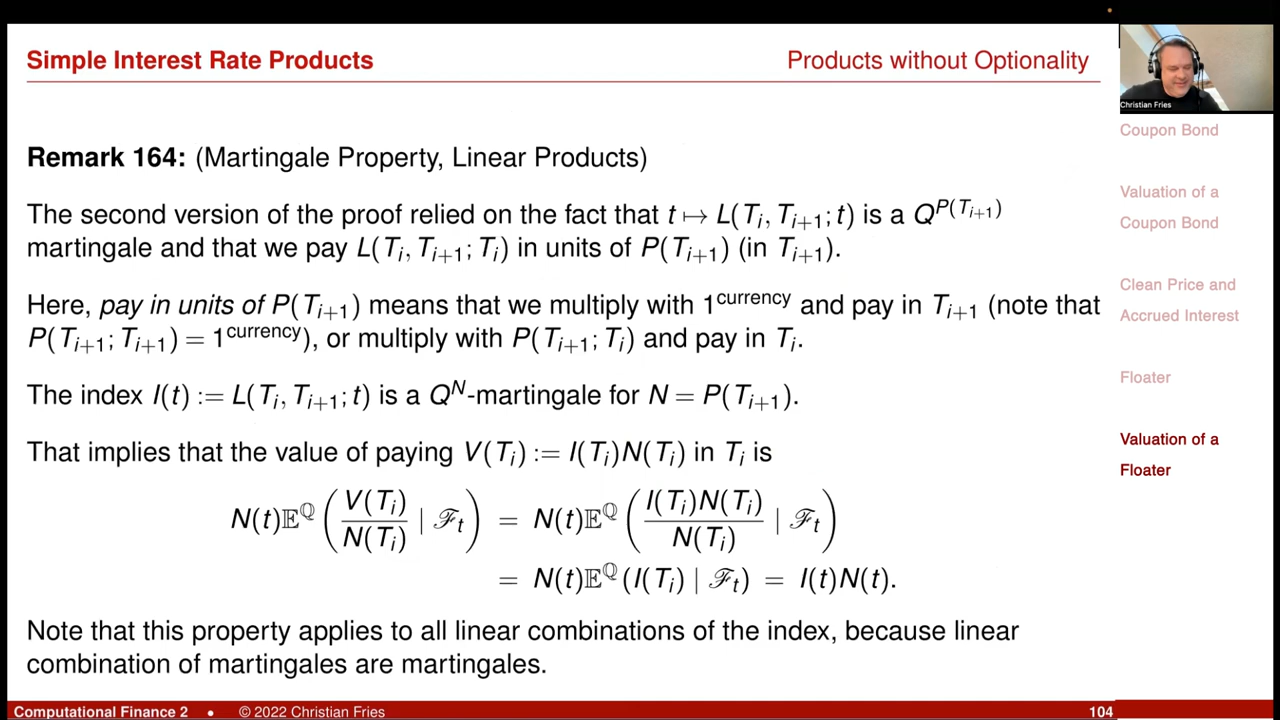 Simple Interest Rate Products
Products without Optionality
Christian Fries
Remark 164: (Martingale Property, Linear Products)
The second version of the proof relied on the fact that t ↦ L(T_i, T_{i+1}; t) is a Q^{P(T_{i+1})}
martingale and that we pay L(T_i, T_{i+1}; T_i) in units of P(T_{i+1}) (in T_{i+1}).
Here, pay in units of P(T_{i+1}) means that we multiply with 1^{currency} and pay in T_{i+1} (note that
P(T_{i+1}; T_{i+1}) = 1^{currency}), or multiply with P(T_{i+1}; T_i) and pay in T_i.
The index I(t) := L(T_i, T_{i+1}; t) is a Q^N-martingale for N = P(T_{i+1}).
That implies that the value of paying V(T_i) := I(T_i)N(T_i) in T_i is
N(t)𝔼^ℚ ( V(T_i) / N(T_i) | ℱ_t ) = N(t)𝔼^ℚ ( I(T_i)N(T_i) / N(T_i) | ℱ_t )
= N(t)𝔼^ℚ (I(T_i) | ℱ_t) = I(t)N(t).
Note that this property applies to all linear combinations of the index, because linear
combination of martingales are martingales.
Coupon Bond
Valuation of a
Coupon Bond
Clean Price and
Accrued Interest
Floater
Valuation of a
Floater
Computational Finance 2 • © 2022 Christian Fries
104